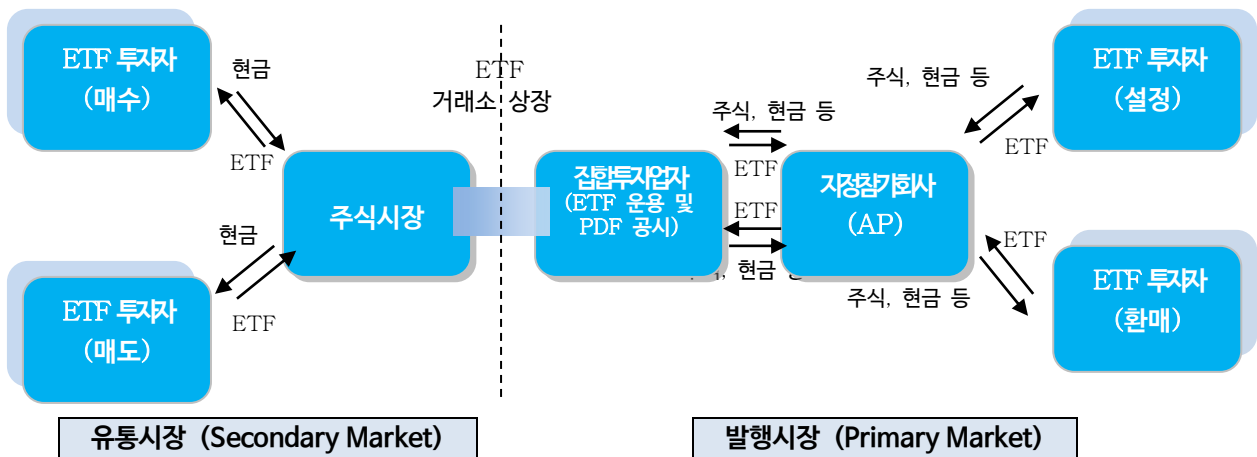 ETF 투자자
(매수)
현금
ETF
ETF
거래소 상장
주식시장
현금
ETF
ETF 투자자
(매도)
주식, 현금 등
ETF
집합투자업자
(ETF 운용 및
PDF 공시)
ETF
지정참가회사
(AP)
, 현금
주식, 현금 등
ETF
ETF 투자자
(설정)
ETF
주식, 현금 등
ETF 투자자
(환매)
유통시장 (Secondary Market)
발행시장 (Primary Market)